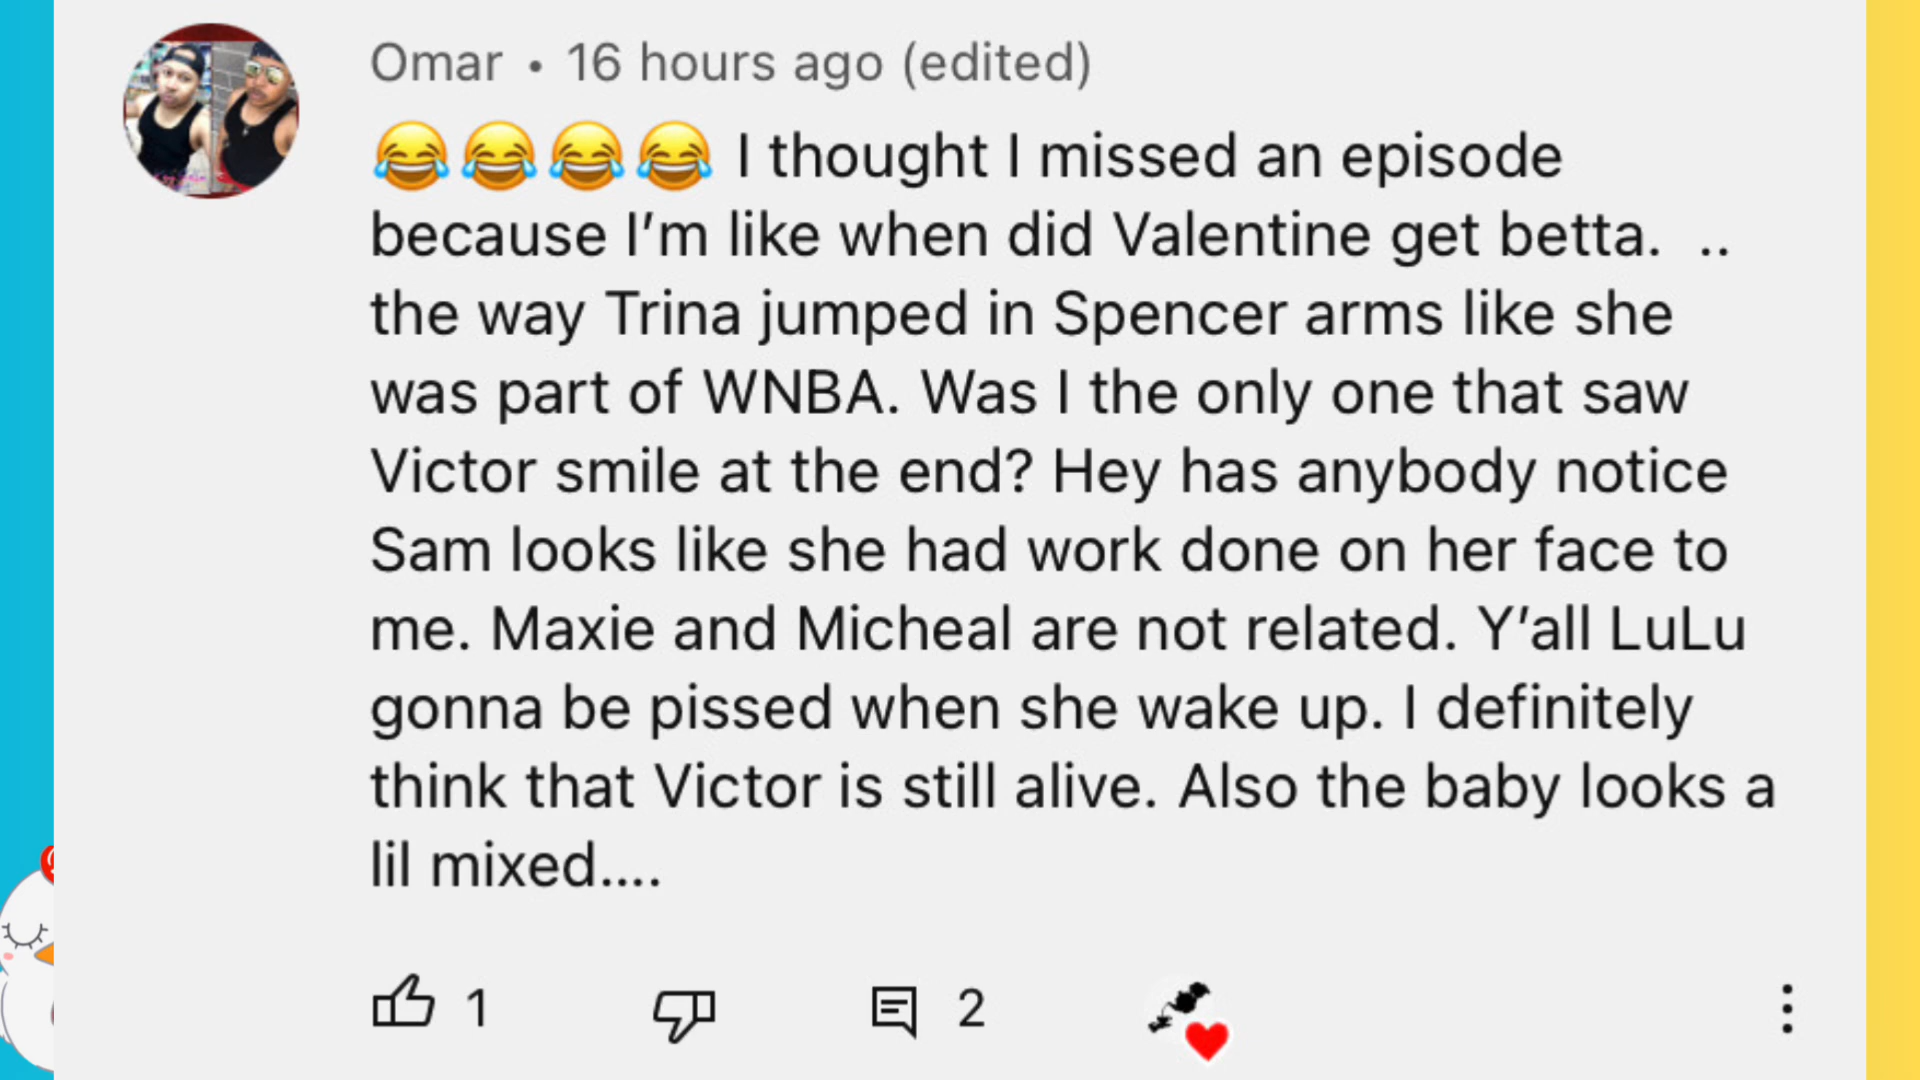 Omar • 16 hours ago (edited)
😂😂😂😂 I thought I missed an episode
because I’m like when did Valentine get betta.  ..
the way Trina jumped in Spencer arms like she
was part of WNBA. Was I the only one that saw
Victor smile at the end? Hey has anybody notice
Sam looks like she had work done on her face to
me. Maxie and Micheal are not related. Y’all LuLu
gonna be pissed when she wake up. I definitely
think that Victor is still alive. Also the baby looks a
lil mixed....
1 2